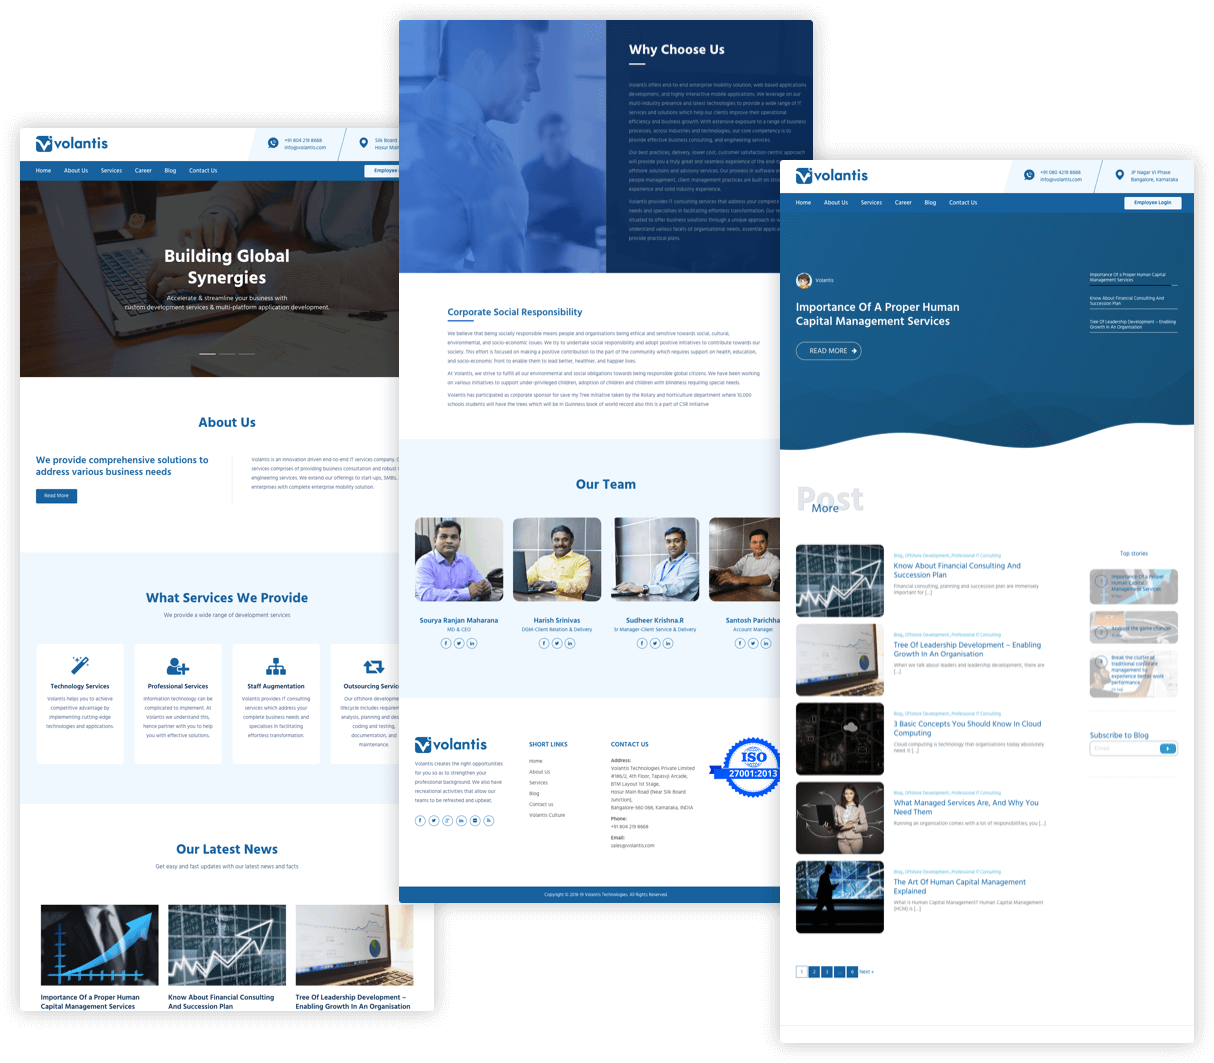 volantis
+91 804 219 8668
info@volantis.com
Silk Board
Hosur Main
Home
About Us
Services
Career
Blog
Contact Us
Employee
Building Global
Synergies
Accelerate & streamline your business with
custom development services & multi-platform application development.
About Us
We provide comprehensive solutions to
address various business needs
Read More
Volantis is an innovation driven end-to-end IT services company.
services comprises of providing business consultation and robust
engineering services. We extend our offerings to start-ups, SMBs,
enterprises with complete enterprise mobility solution.
What Services We Provide
We provide a wide range of development services
Technology Services
Volantis helps you to achieve
competitive advantage by
implementing cutting-edge
technologies and applications.
Professional Services
Information technology can be
complicated to implement. At
Volantis we understand this,
hence partner with you to help
you with effective solutions.
Staff Augmentation
Volantis provides IT consulting
services which address your
complete business needs and
specialises in facilitating
effortless transformation.
Outsourcing Servic
Our offshore development
lifecycle includes requirem
analysis, planning and des
coding and testing,
documentation, and
maintenance.
Our Latest News
Get easy and fast updates with our latest news and facts
Importance Of a Proper Human
Capital Management Services
Know About Financial Consulting
And Succession Plan
Tree Of Leadership Development –
Enabling Growth In An Organisation
Why Choose Us
Volantis offers end-to-end enterprise mobility solution, web based applications
development, and highly interactive mobile applications. We leverage on our
multi-industry presence and latest technologies to provide a wide range of IT
services and solutions which help our clients improve their operational
efficiency and business growth. With extensive exposure to a range of business
processes, across industries and technologies, our core competency is to
provide effective business consulting, and engineering services.
Our best practices, delivery, lower cost, customer satisfaction-centric approach
will provide you a truly great and seamless experience of the end
offshore solutions and advisory services. Our process in software
people management, client management practices are built on
experience and solid industry experience.
Volantis provides IT consulting services that address your complete
needs and specialises in facilitating effortless transformation. Our
situated to offer business solutions through a unique approach
understand various facets of organisational needs, essential
provide practical plans.
Corporate Social Responsibility
We believe that being socially responsible means people and organisations being ethical and sensitive towards social, cultural,
environmental, and socio-economic issues. We try to undertake social responsibility and adopt positive initiatives to contribute towards our
society. This effort is focused on making a positive contribution to the part of the community which requires support on health, education,
and socio-economic front to enable them to lead better, healthier, and happier lives.
At Volantis, we strive to fulfill all our environmental and social obligations towards being responsible global citizens. We have been working
on various initiatives to support under-privileged children, adoption of children and children with blindness requiring special needs.
Volantis has participated as corporate sponsor for save my Tree initiative taken by the Rotary and horticulture department where 10,000
schools students will have the trees which will be in Guinness book of world record also this is a part of CSR initiative
Our Team
Sourya Ranjan Maharana
MD & CEO
Harish Srinivas
DGM-Client Relation & Delivery
Sudheer Krishna.R
Sr Manager-Client Service & Delivery
Santosh Parichha
Account Manager
volantis
Volantis creates the right opportunities
for you so as to strengthen your
professional background. We also have
recreational activities that allow our
teams to be refreshed and upbeat.
SHORT LINKS
Home
About Us
Services
Blog
Contact us
Volantis Culture
CONTACT US
Address:
Volantis Technologies Private Limited
#186/2, 4th Floor, Tapasvji Arcade,
BTM Layout 1st Stage,
Hosur Main Road (Near Silk Board
Junction),
Bangalore-560 068, Karnataka, INDIA
Phone:
+91 804 219 8668
Email:
sales@volantis.com
ISO
27001:2013
Copyright © 2018-19 Volantis Technologies. All Rights Reserved.
volantis
+91 080 4219 8668
info@volantis.com
JP Nagar VI Phase
Bangalore, Karnataka
Home
About Us
Services
Career
Blog
Contact Us
Employee Login
Volantis
Importance Of A Proper Human
Capital Management Services
READ MORE
Importance Of a Proper Human Capital
Management Services
Know About Financial Consulting And
Succession Plan
Tree Of Leadership Development – Enabling
Growth In An Organisation
Post
More
Blog, Offshore Development, Professional IT Consulting
Know About Financial Consulting And
Succession Plan
Financial consulting, planning and succession plan are immensely
important for [...]
Blog, Offshore Development, Professional IT Consulting
Tree Of Leadership Development – Enabling
Growth In An Organisation
When we talk about leaders and leadership development, there are
[...]
Blog, Offshore Development, Professional IT Consulting
3 Basic Concepts You Should Know In Cloud
Computing
Cloud computing is technology that organisations today absolutely
need it [...]
Blog, Offshore Development, Professional IT Consulting
What Managed Services Are, And Why You
Need Them
Running an organisation comes with a lot of responsibilities; you [...]
Blog, Offshore Development, Professional IT Consulting
The Art Of Human Capital Management
Explained
What is Human Capital Management? Human Capital Management
(HCM) is [...]
Top stories
1
Importance Of a Proper
Human Capital
Management Services
2
the game changer
3
Break the clutter of
traditional corporate
management to
experience better work
performance
Subscribe to Blog
Email
1
2
3
...
6
Next »